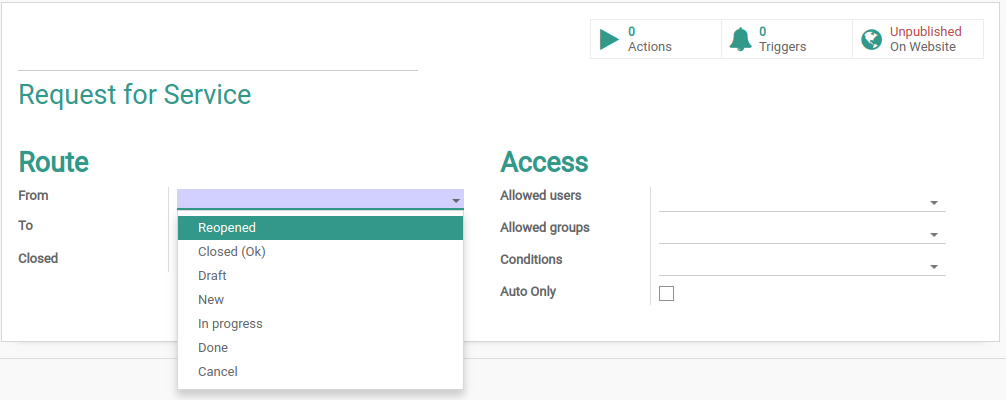 0
Actions
0
Triggers
Unpublished
On Website
Request for Service
Route
From
To
Closed
Reopened
Closed (Ok)
Draft
New
In progress
Done
Cancel
Access
Allowed users
Allowed groups
Conditions
Auto Only